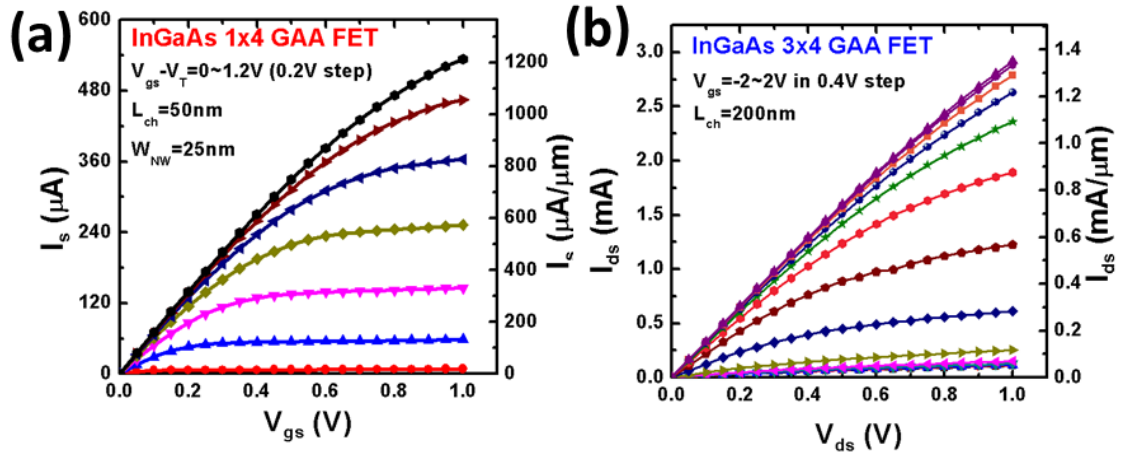 (a)
InGaAs 1x4 GAA FET
V_gs-V_T=0~1.2V (0.2V step)
L_ch=50nm
W_NW=25nm
600
480
360
240
120
0
I_s (μA)
1200
1000
800
600
400
200
0
I_s (μA/μm)
0.0 0.2 0.4 0.6 0.8 1.0
V_gs (V)
(b)
InGaAs 3x4 GAA FET
V_gs=-2~2V in 0.4V step
L_ch=200nm
3.0
2.5
2.0
1.5
1.0
0.5
0.0
I_ds (mA)
1.4
1.2
1.0
0.8
0.6
0.4
0.2
0.0
I_ds (mA/μm)
0.0 0.2 0.4 0.6 0.8 1.0
V_ds (V)